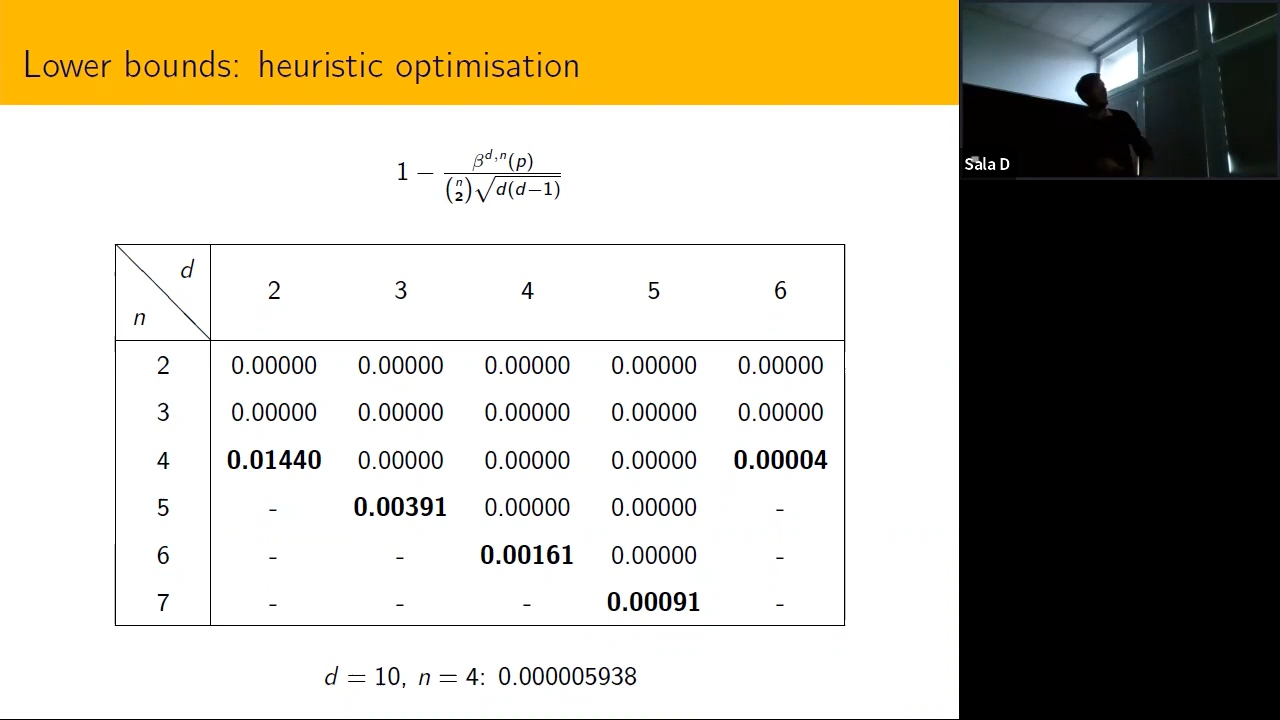 Lower bounds: heuristic optimisation
1 − β^{d,n}(p) / (n 2)√d(d−1)
d
n
2 3 4 5 6
2 0.00000 0.00000 0.00000 0.00000 0.00000
3 0.00000 0.00000 0.00000 0.00000 0.00000
4 0.01440 0.00000 0.00000 0.00000 0.00004
5 - 0.00391 0.00000 0.00000 -
6 - - 0.00161 0.00000 -
7 - - - 0.00091 -
d = 10, n = 4: 0.000005938
Sala D